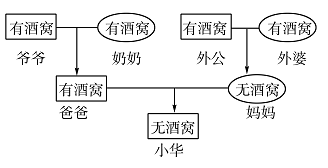 有酒窝 有酒窝 有酒窝 有酒窝
爷爷 奶奶 外公 外婆
有酒窝 无酒窝
爸爸 妈妈
无酒窝
小华